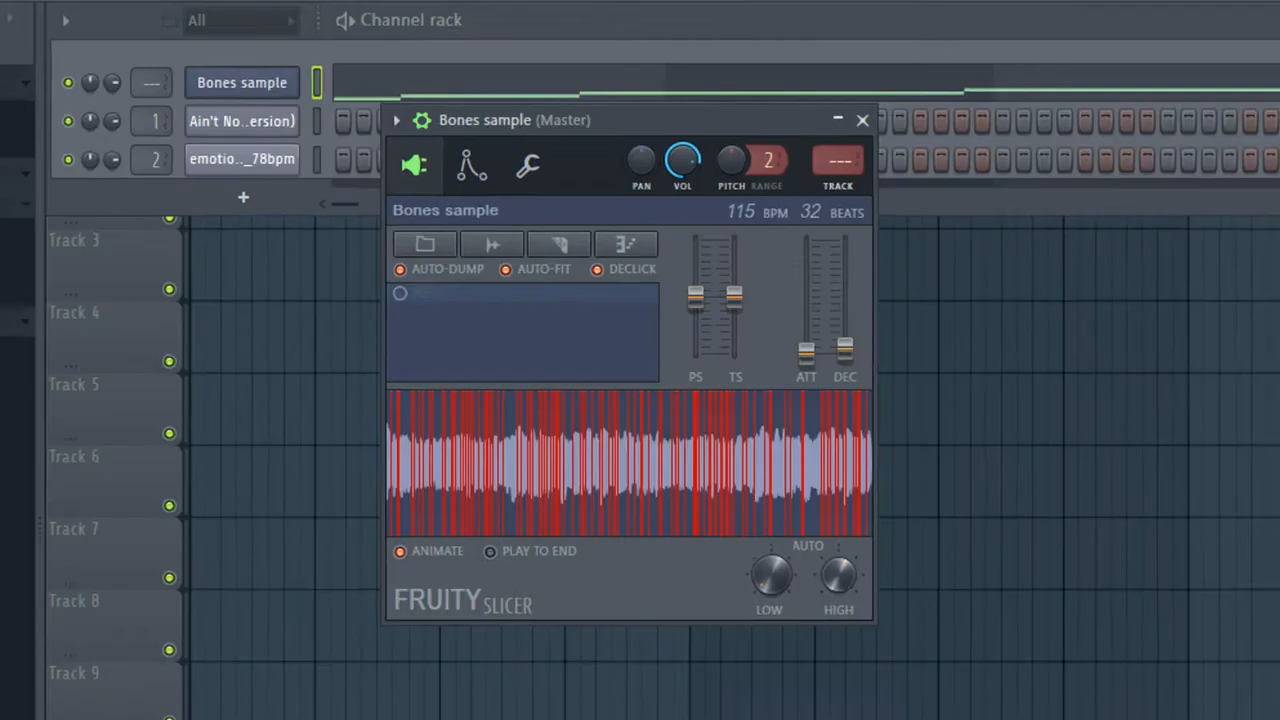 All
Channel rack
--- Bones sample
1 Ain't No..ersion)
2 emotio.._78bpm
+
Bones sample (Master)
2 ---
PAN VOL PITCH RANGE TRACK
Bones sample 115 BPM 32 BEATS
AUTO-DUMP AUTO-FIT DECLICK
PS TS ATT DEC
ANIMATE PLAY TO END AUTO
FRUITY SLICER LOW HIGH
Track 3
Track 4
Track 5
Track 6
Track 7
Track 8
Track 9